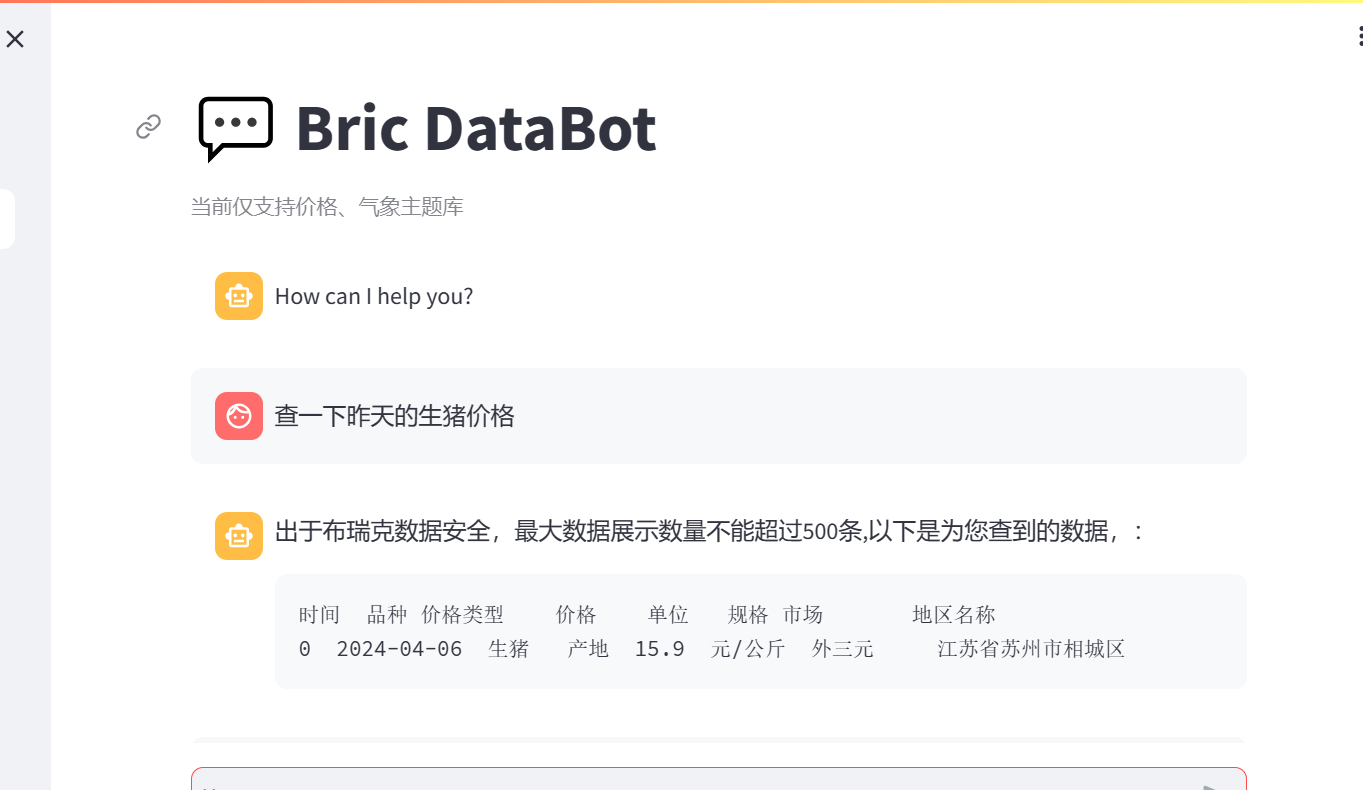 Bric DataBot
当前仅支持价格、气象主题库
How can I help you?
查一下昨天的生猪价格
出于布瑞克数据安全，最大数据展示数量不能超过500条,以下是为您查到的数据，:
时间 品种 价格类型 价格 单位 规格 市场 地区名称
0 2024-04-06 生猪 产地 15.9 元/公斤 外三元 江苏省苏州市相城区